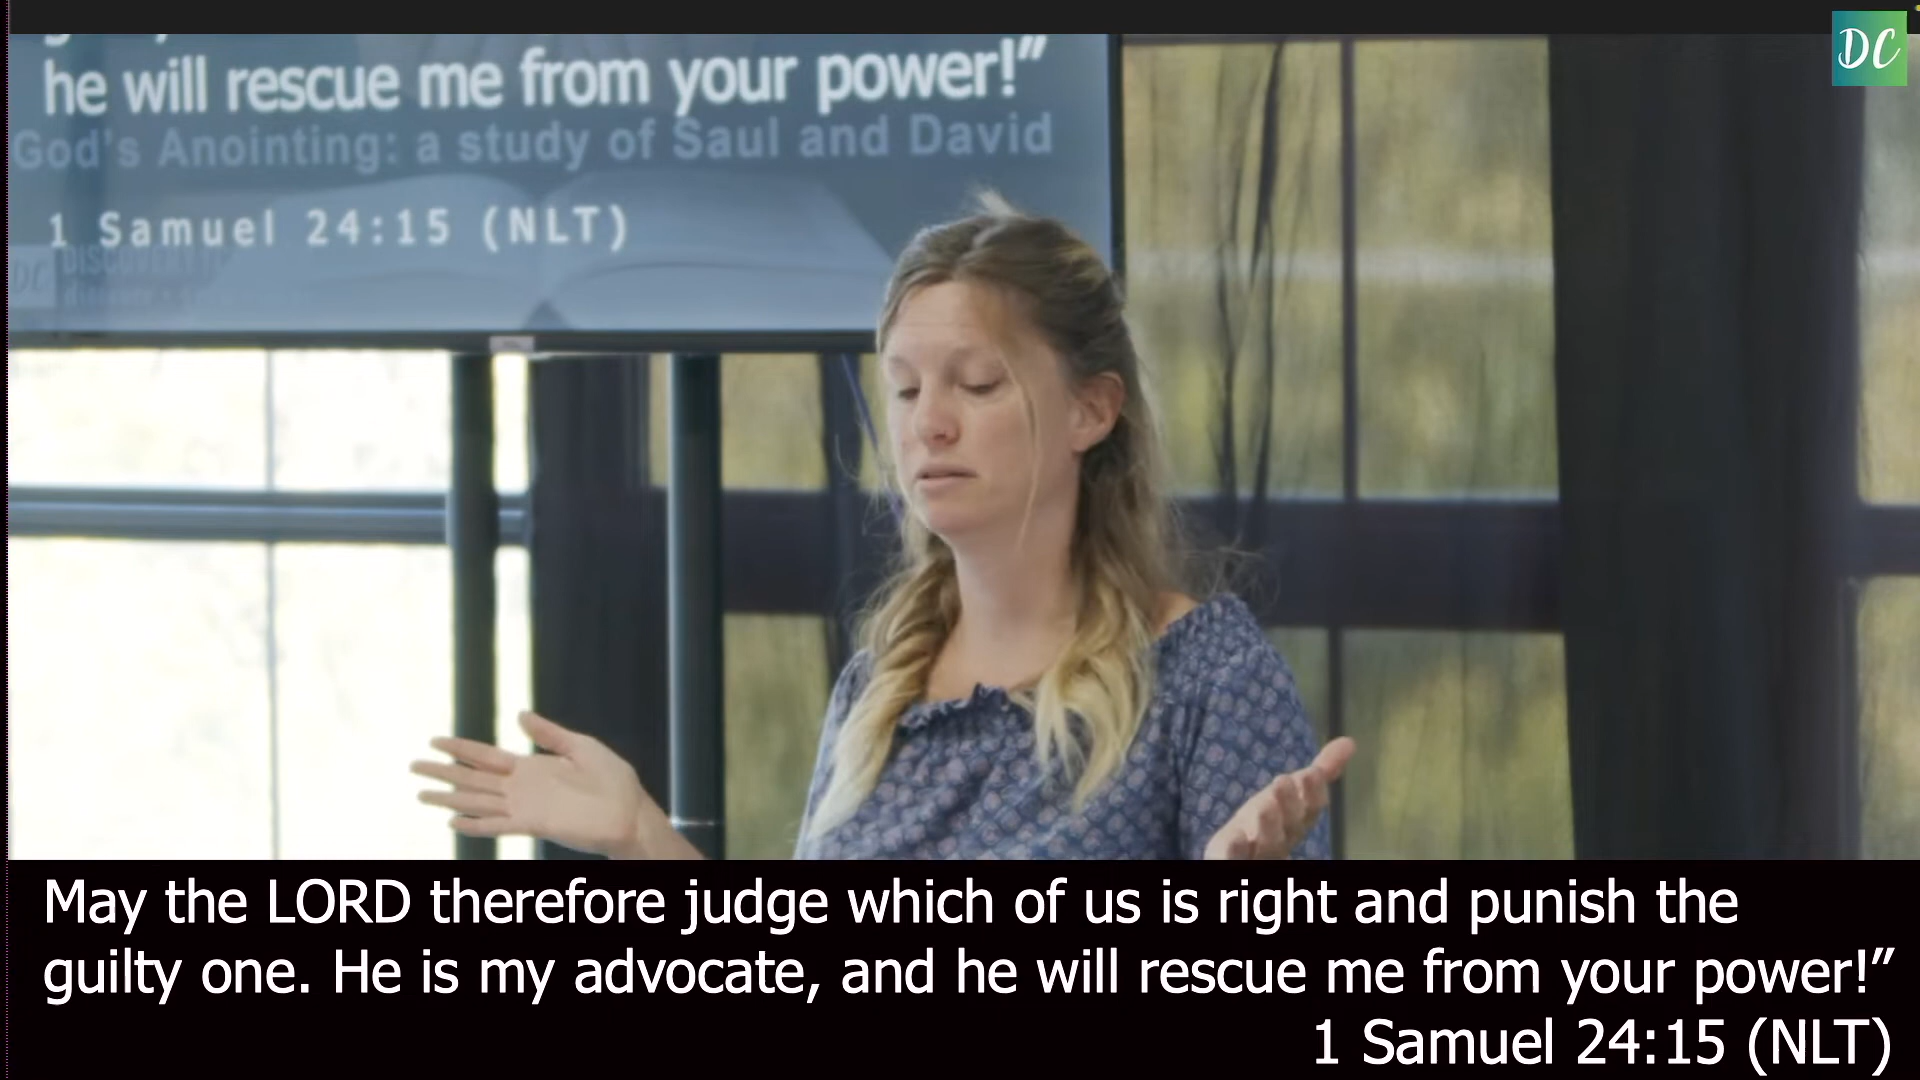 DC
he will rescue me from your power!”
God's Anointing: a study of Saul and David
1 Samuel 24:15 (NLT)
DC DISCOVERY
May the LORD therefore judge which of us is right and punish the
guilty one. He is my advocate, and he will rescue me from your power!”
1 Samuel 24:15 (NLT)